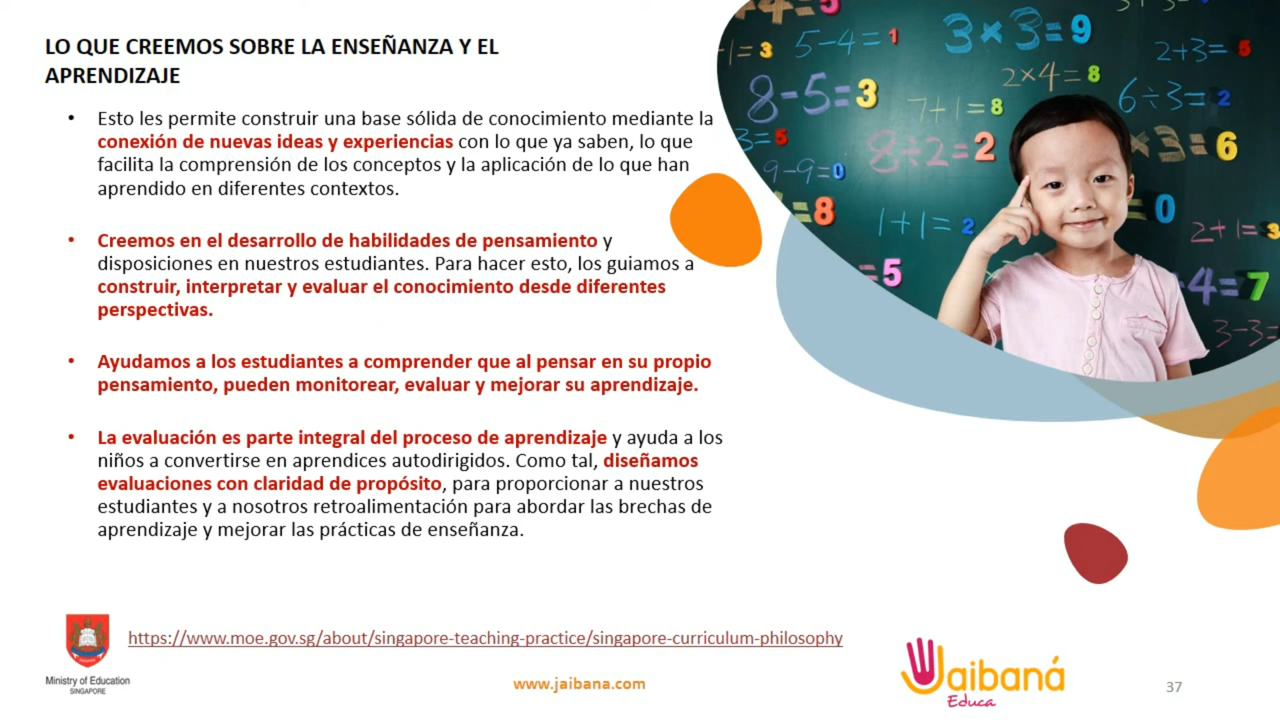 LO QUE CREEMOS SOBRE LA ENSEÑANZA Y EL
APRENDIZAJE
• Esto les permite construir una base sólida de conocimiento mediante la
conexión de nuevas ideas y experiencias con lo que ya saben, lo que
facilita la comprensión de los conceptos y la aplicación de lo que han
aprendido en diferentes contextos.
• Creemos en el desarrollo de habilidades de pensamiento y
disposiciones en nuestros estudiantes. Para hacer esto, los guiamos a
construir, interpretar y evaluar el conocimiento desde diferentes
perspectivas.
• Ayudamos a los estudiantes a comprender que al pensar en su propio
pensamiento, pueden monitorear, evaluar y mejorar su aprendizaje.
• La evaluación es parte integral del proceso de aprendizaje y ayuda a los
niños a convertirse en aprendices autodirigidos. Como tal, diseñamos
evaluaciones con claridad de propósito, para proporcionar a nuestros
estudiantes y a nosotros retroalimentación para abordar las brechas de
aprendizaje y mejorar las prácticas de enseñanza.
5-4=1
3×3=9
2+3=5
2×4=8
8-5=3
7+1=8
6÷3=2
8÷2=2
9-9=0
×3=6
1+1=2
2+1=3
=8
=5
4=7
3-3=
https://www.moe.gov.sg/about/singapore-teaching-practice/singapore-curriculum-philosophy
Ministry of Education
SINGAPORE
www.jaibana.com
Jaibaná
Educa
37